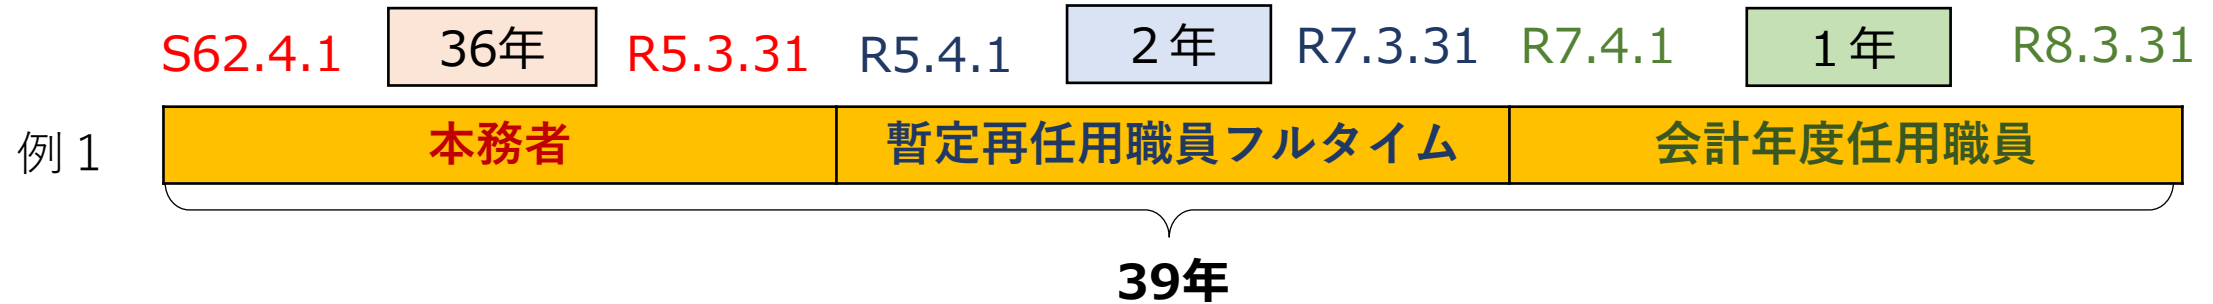 S62.4.1 36年 R5.3.31 R5.4.1 2年 R7.3.31 R7.4.1 1年 R8.3.31
例1 本務者 暫定再任用職員フルタイム 会計年度任用職員
39年